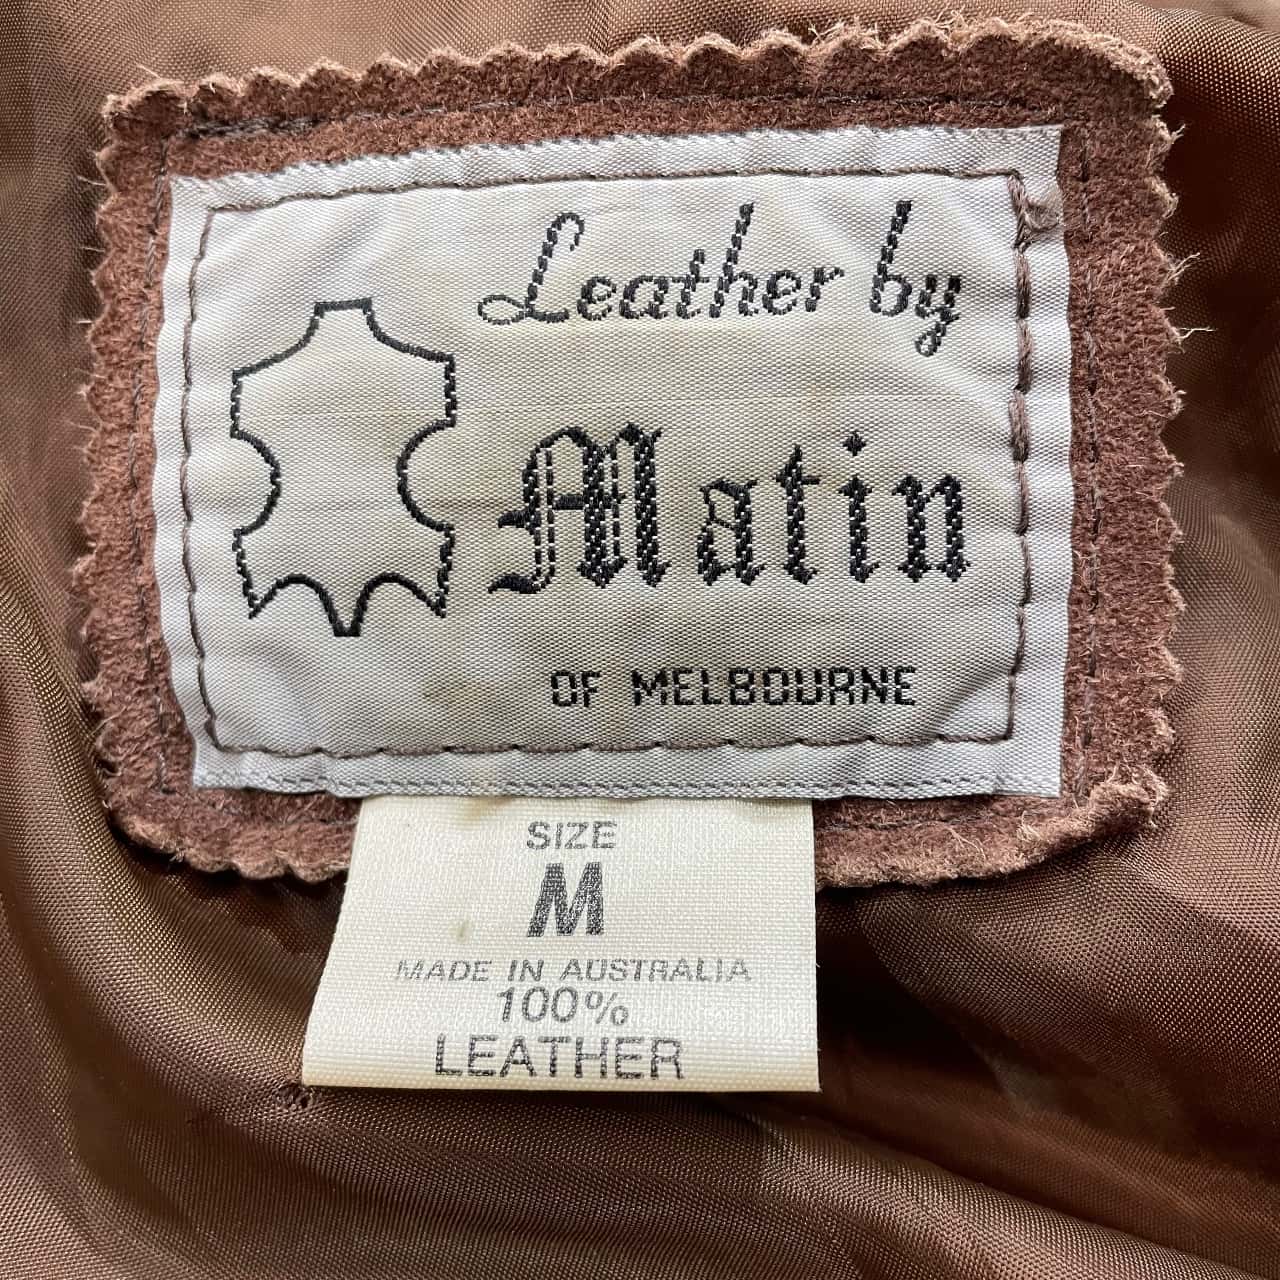 Leather by
Matin
OF MELBOURNE
SIZE
M
MADE IN AUSTRALIA
100%
LEATHER